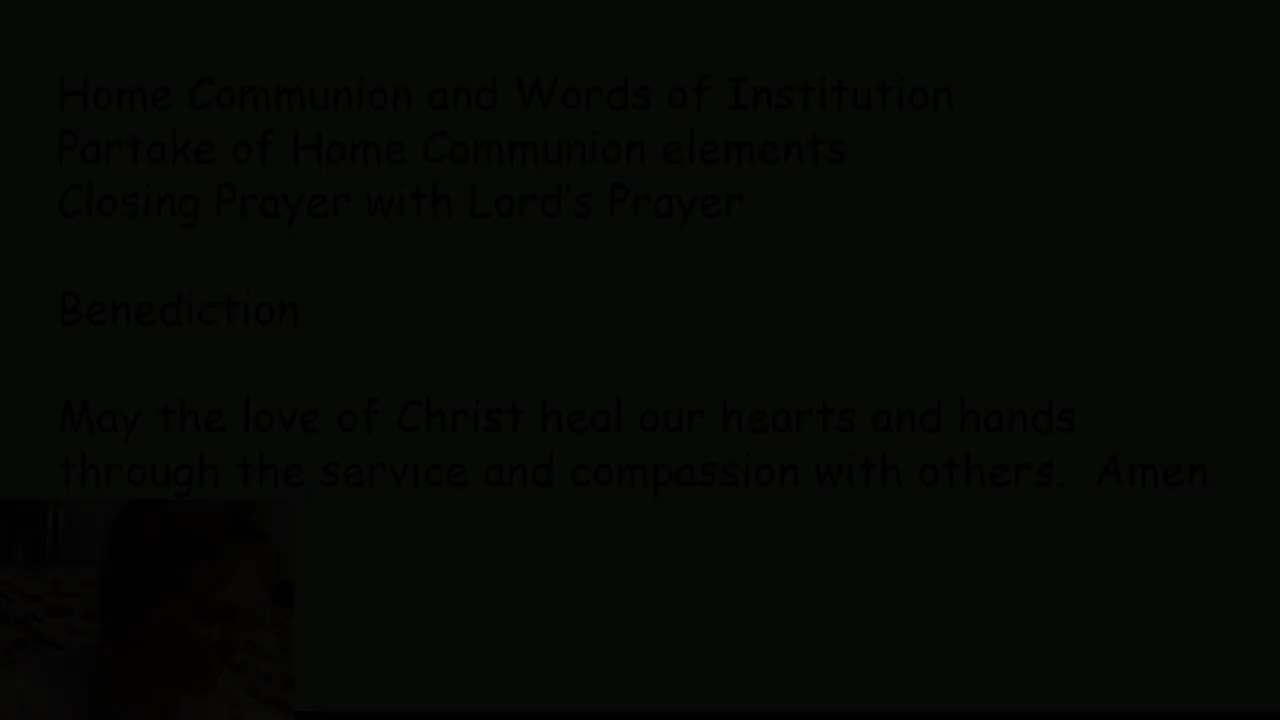 Home Communion and Words of Institution
Partake of Home Communion elements
Closing Prayer with Lord's Prayer
Benediction
May the love of Christ heal our hearts and hands
through the service and compassion with others.  Amen